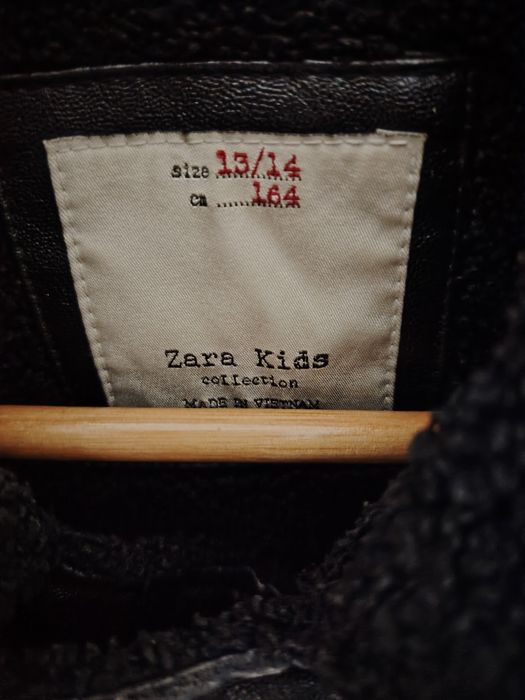 size 13/14
cm 164
Zara Kids
collection
MADE IN VIETNAM